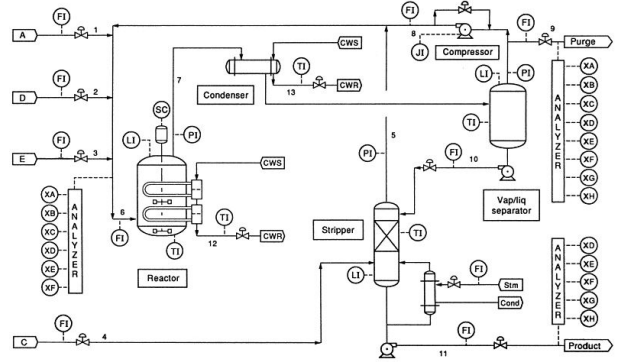 FI
FI
8
9
A
1
CWS
JI
Compressor
FI
Purge
7
TI
LI
PI
XA
FI
Condenser
13
CWR
XB
D
2
SC
XC
TI
XD
LI
PI
5
XE
FI
PI
FI
XF
E
3
CWS
10
XG
XA
ANALYZER
XH
ANALYZER
XB
Vap/liq
separator
XC
6
TI
Stripper
TI
XD
FI
12
CWR
XD
XE
TI
XE
XF
Reactor
LI
FI
ANALYZER
XF
Stm
XG
Cond
XH
FI
C
4
FI
11
Product